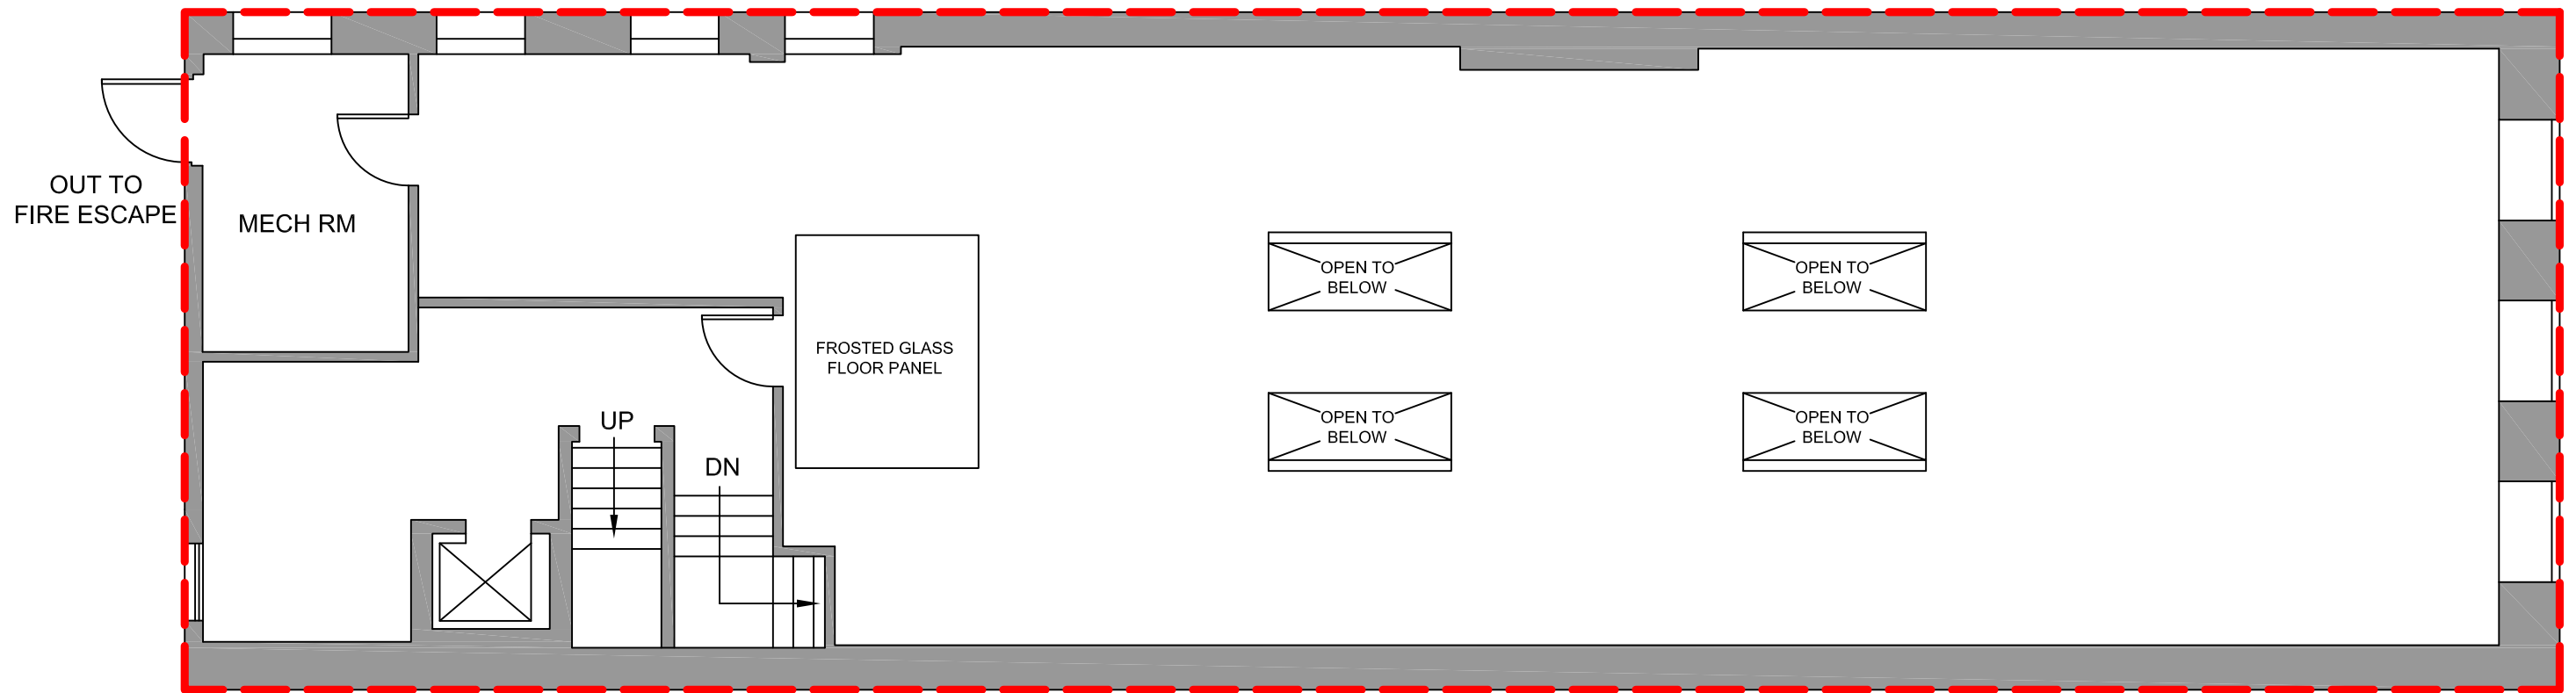 OUT TO
FIRE ESCAPE
MECH RM
FROSTED GLASS
FLOOR PANEL
UP
DN
OPEN TO
BELOW
OPEN TO
BELOW
OPEN TO
BELOW
OPEN TO
BELOW